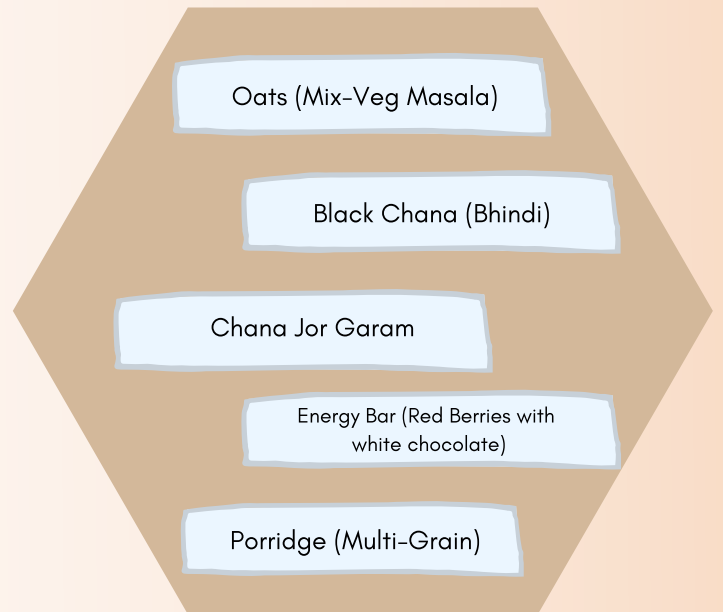 Oats (Mix-Veg Masala)
Black Chana (Bhindi)
Chana Jor Garam
Energy Bar (Red Berries with
white chocolate)
Porridge (Multi-Grain)